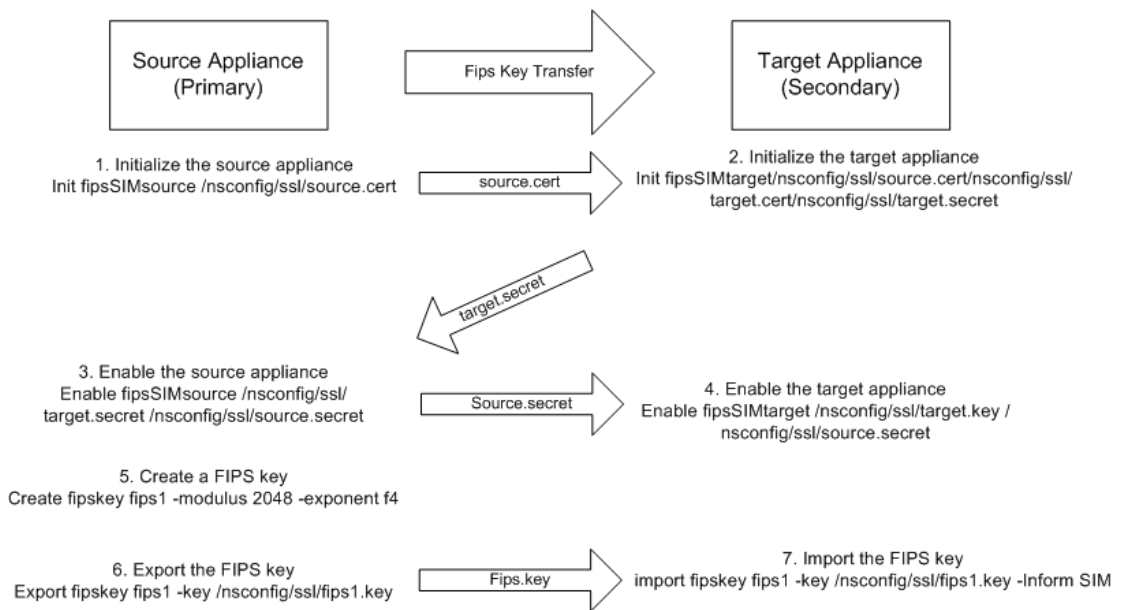 Source Appliance
(Primary)
Fips Key Transfer
Target Appliance
(Secondary)
1. Initialize the source appliance
Init fipsSIMsource /nsconfig/ssl/source.cert
source.cert
2. Initialize the target appliance
Init fipsSIMtarget/nsconfig/ssl/source.cert/nsconfig/ssl/
target.cert/nsconfig/ssl/target.secret
target.secret
3. Enable the source appliance
Enable fipsSIMsource /nsconfig/ssl/
target.secret /nsconfig/ssl/source.secret
Source.secret
4. Enable the target appliance
Enable fipsSIMtarget /nsconfig/ssl/target.key /
nsconfig/ssl/source.secret
5. Create a FIPS key
Create fipskey fips1 -modulus 2048 -exponent f4
6. Export the FIPS key
Export fipskey fips1 -key /nsconfig/ssl/fips1.key
Fips.key
7. Import the FIPS key
import fipskey fips1 -key /nsconfig/ssl/fips1.key -Inform SIM